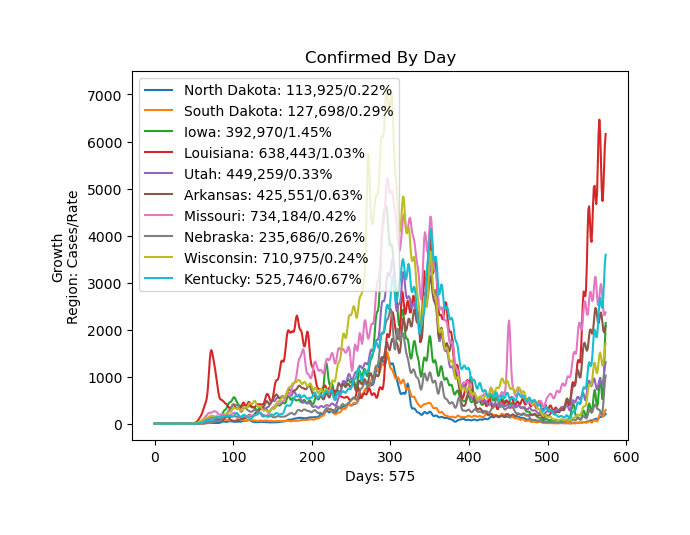 Confirmed By Day
North Dakota: 113,925/0.22%
South Dakota: 127,698/0.29%
Iowa: 392,970/1.45%
Louisiana: 638,443/1.03%
Utah: 449,259/0.33%
Arkansas: 425,551/0.63%
Missouri: 734,184/0.42%
Nebraska: 235,686/0.26%
Wisconsin: 710,975/0.24%
Kentucky: 525,746/0.67%
Growth
Region: Cases/Rate
7000
6000
5000
4000
3000
2000
1000
0
0 100 200 300 400 500 600
Days: 575